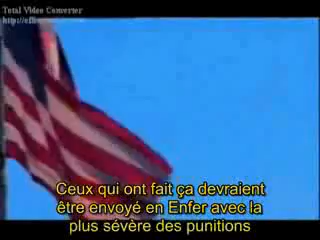 Total Video Converter
Ceux qui ont fait ça devraient
être envoyé en Enfer avec la
plus sévère des punitions